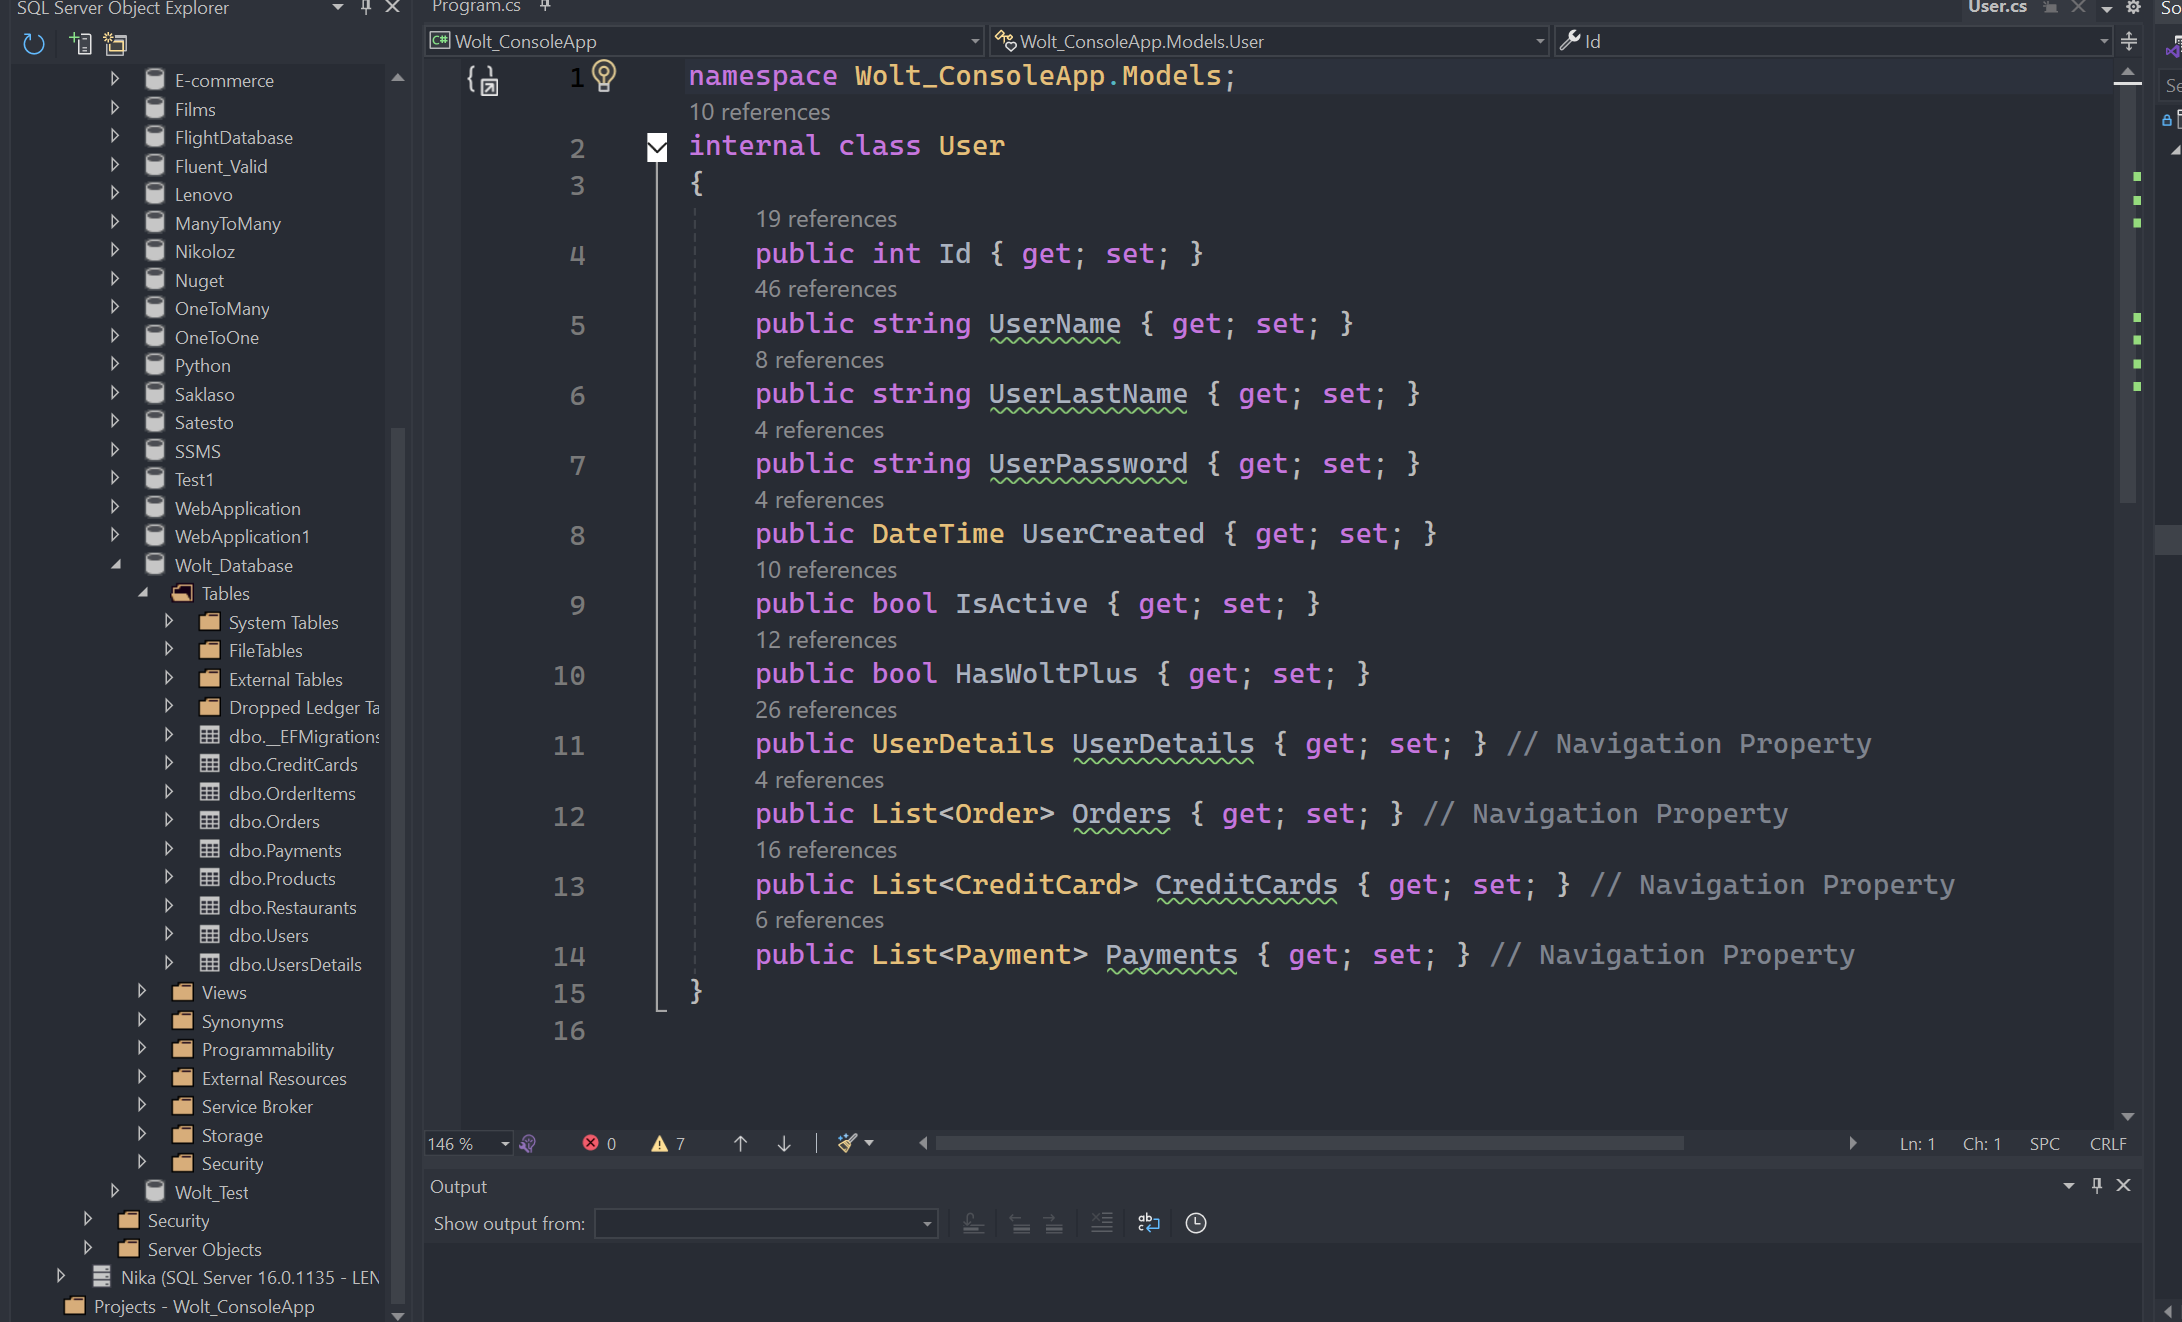 SQL Server Object Explorer
E-commerce
Films
FlightDatabase
Fluent_Valid
Lenovo
ManyToMany
Nikoloz
Nuget
OneToMany
OneToOne
Python
Saklaso
Satesto
SSMS
Test1
WebApplication
WebApplication1
Wolt_Database
Tables
System Tables
FileTables
External Tables
Dropped Ledger Ta
dbo.__EFMigrations
dbo.CreditCards
dbo.OrderItems
dbo.Orders
dbo.Payments
dbo.Products
dbo.Restaurants
dbo.Users
dbo.UsersDetails
Views
Synonyms
Programmability
External Resources
Service Broker
Storage
Security
Wolt_Test
Security
Server Objects
Nika (SQL Server 16.0.1135 - LEN
Projects - Wolt_ConsoleApp
Program.cs User.cs
C# Wolt_ConsoleApp Wolt_ConsoleApp.Models.User Id
1 namespace Wolt_ConsoleApp.Models;
10 references
2 internal class User
3 {
19 references
4 public int Id { get; set; }
46 references
5 public string UserName { get; set; }
8 references
6 public string UserLastName { get; set; }
4 references
7 public string UserPassword { get; set; }
4 references
8 public DateTime UserCreated { get; set; }
10 references
9 public bool IsActive { get; set; }
12 references
10 public bool HasWoltPlus { get; set; }
26 references
11 public UserDetails UserDetails { get; set; } // Navigation Property
4 references
12 public List<Order> Orders { get; set; } // Navigation Property
16 references
13 public List<CreditCard> CreditCards { get; set; } // Navigation Property
6 references
14 public List<Payment> Payments { get; set; } // Navigation Property
15 }
16
146 % 0 7 Ln: 1 Ch: 1 SPC CRLF
Output
Show output from:
So
Se